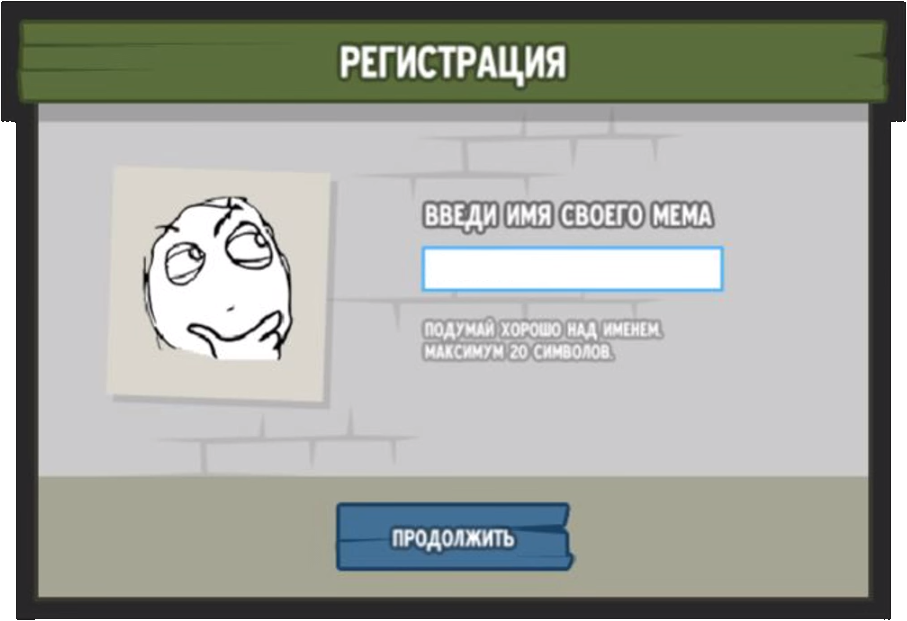 РЕГИСТРАЦИЯ
ВВЕДИ ИМЯ СВОЕГО МЕМА
ПОДУМАЙ ХОРОШО НАД ИМЕНЕМ.
МАКСИМУМ 20 СИМВОЛОВ.
ПРОДОЛЖИТЬ